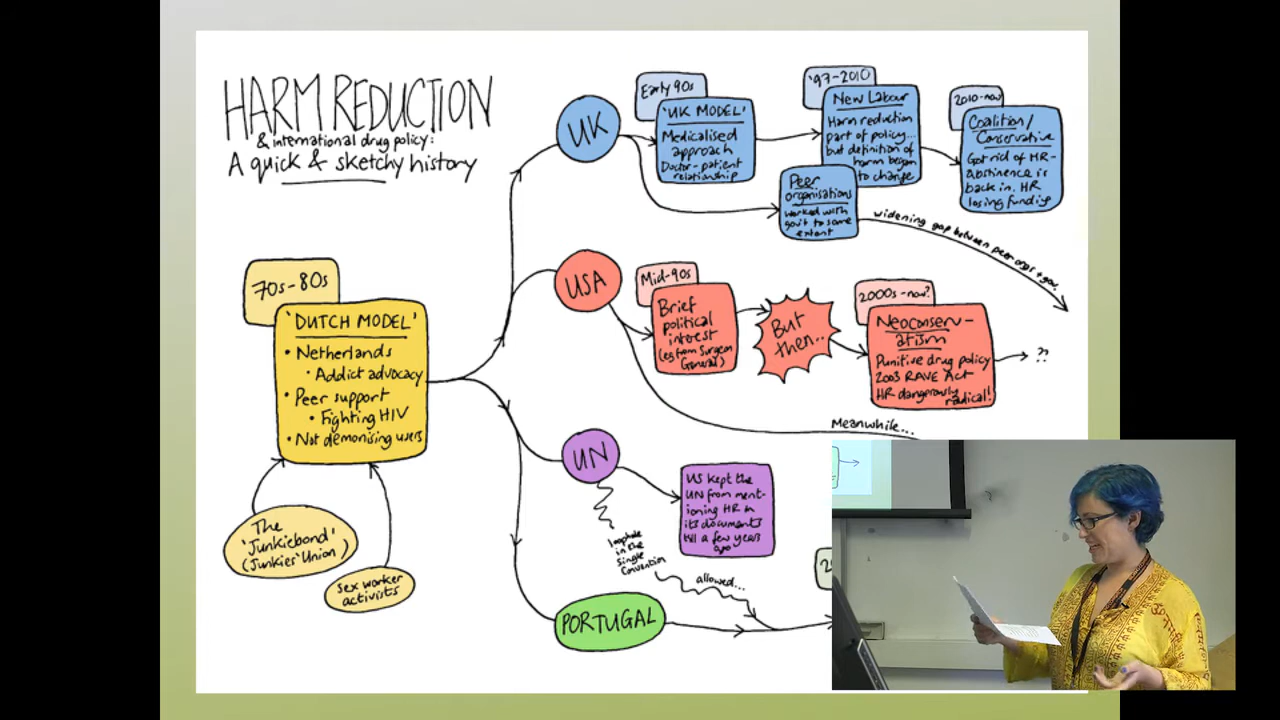 HARM REDUCTION
& international drug policy:
A quick & sketchy history
70s-80s
'DUTCH MODEL'
• Netherlands
• Addict advocacy
• Peer support
• Fighting HIV
• Not demonising users
The
'Junkiebond'
(Junkies' Union)
Sex worker
activists
UK
Early 90s
'UK MODEL'
Medicalised
approach
Doctor-patient
relationship
'97-2010
New Labour
Harm reduction
part of policy...
but definition of
harm began
to change
2010-now
Coalition/
Conservative
Got rid of HR-
abstinence is
back in. HR
losing funding
Peer
organisations
worked with
gov't to some
extent
widening gap between peer orgs + gov.
USA
Mid-90s
Brief
political
interest
(eg from Surgeon
General)
But
then..
2000s-now?
Neoconserv-
atism
Punitive drug policy
2003 RAVE Act
HR dangerously
radical!
??
Meanwhile...
UN
US kept the
UN from ment-
ioning HR in
its documents
till a few years
ago
loophole
in the
Single
Convention
allowed...
PORTUGAL